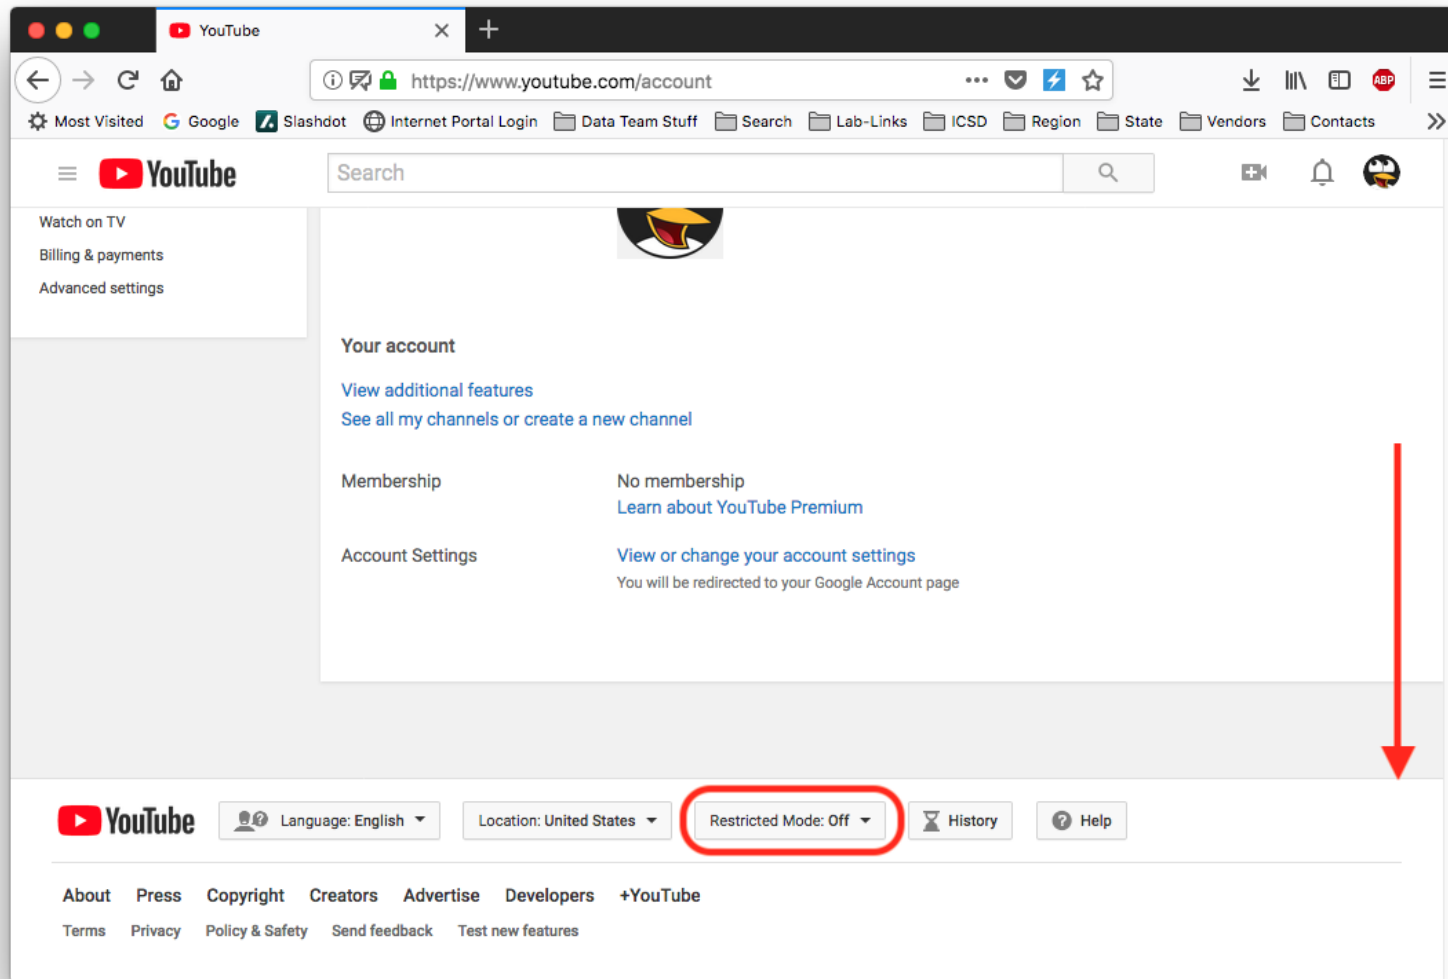 YouTube
https://www.youtube.com/account
ABP
Most Visited Google Slashdot Internet Portal Login Data Team Stuff Search Lab-Links ICSD Region State Vendors Contacts
YouTube Search
Watch on TV
Billing & payments
Advanced settings
Your account
View additional features
See all my channels or create a new channel
Membership No membership
Learn about YouTube Premium
Account Settings View or change your account settings
You will be redirected to your Google Account page
YouTube Language: English Location: United States Restricted Mode: Off History Help
About Press Copyright Creators Advertise Developers +YouTube
Terms Privacy Policy & Safety Send feedback Test new features